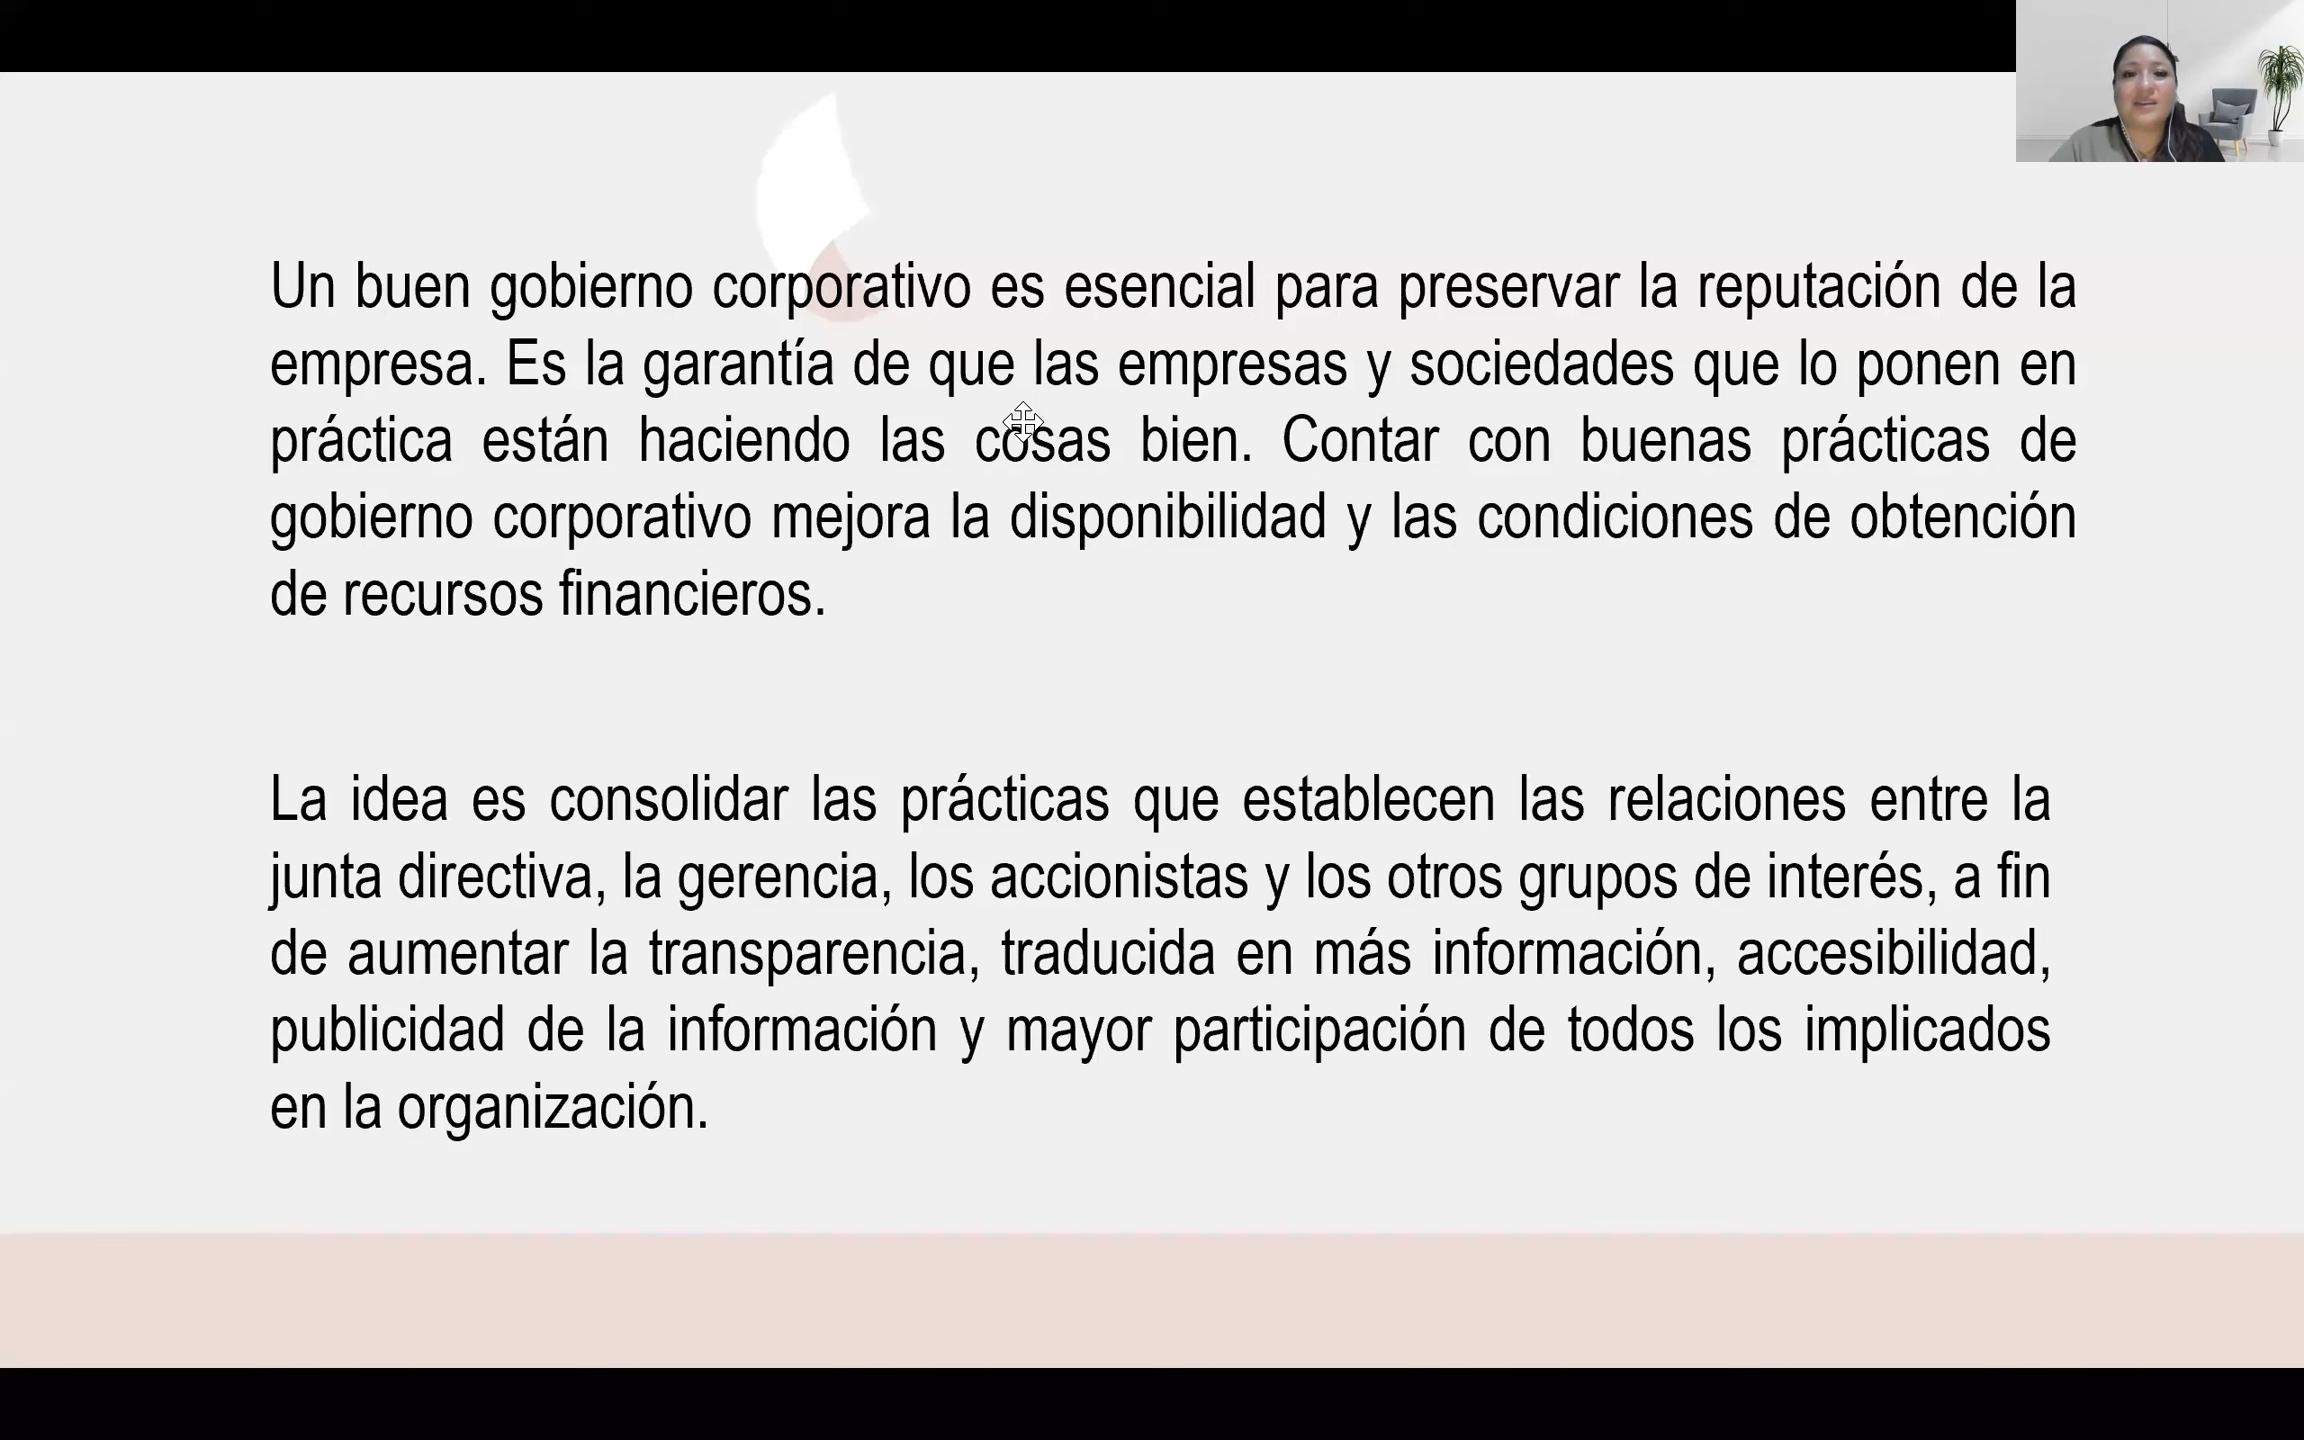 Un buen gobierno corporativo es esencial para preservar la reputación de la
empresa. Es la garantía de que las empresas y sociedades que lo ponen en
práctica están haciendo las cosas bien. Contar con buenas prácticas de
gobierno corporativo mejora la disponibilidad y las condiciones de obtención
de recursos financieros.
La idea es consolidar las prácticas que establecen las relaciones entre la
junta directiva, la gerencia, los accionistas y los otros grupos de interés, a fin
de aumentar la transparencia, traducida en más información, accesibilidad,
publicidad de la información y mayor participación de todos los implicados
en la organización.